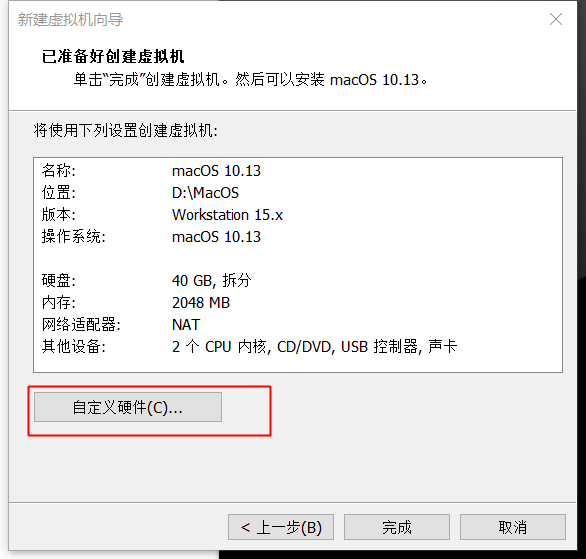 新建虚拟机向导
已准备好创建虚拟机
单击“完成”创建虚拟机。然后可以安装 macOS 10.13。
将使用下列设置创建虚拟机:
名称: macOS 10.13
位置: D:\MacOS
版本: Workstation 15.x
操作系统: macOS 10.13
硬盘: 40 GB, 拆分
内存: 2048 MB
网络适配器: NAT
其他设备: 2 个 CPU 内核, CD/DVD, USB 控制器, 声卡
自定义硬件(C)...
< 上一步(B) 完成 取消